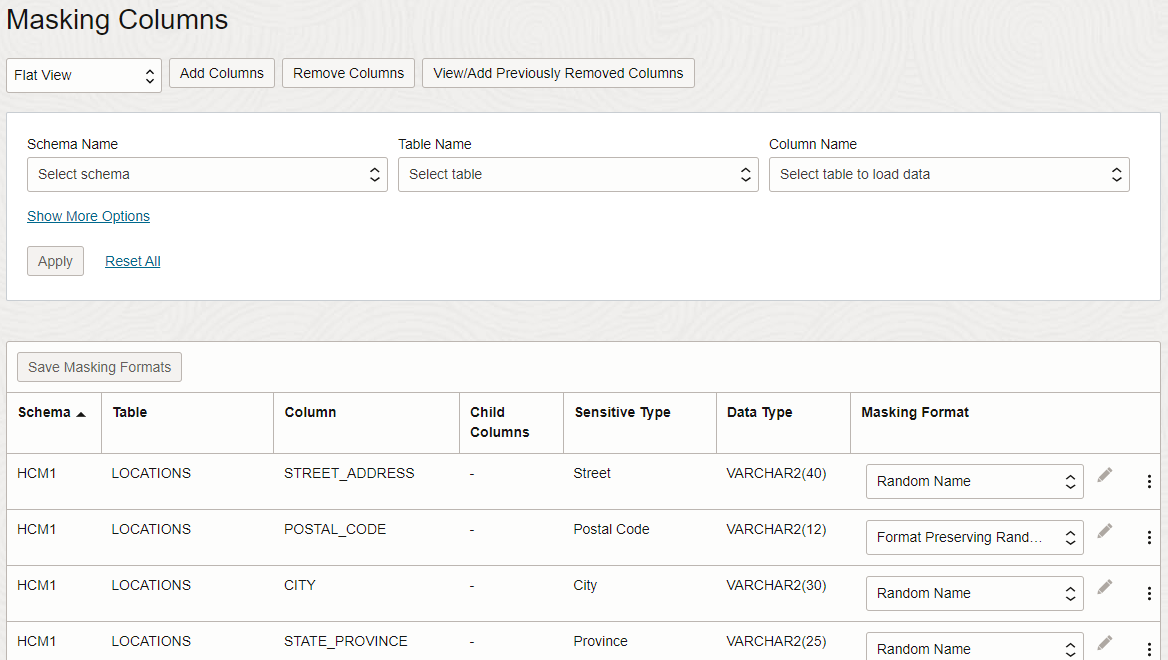 Masking Columns
Flat View Add Columns Remove Columns View/Add Previously Removed Columns
Schema Name Table Name Column Name
Select schema Select table Select table to load data
Show More Options
Apply Reset All
Save Masking Formats
Schema Table Column Child Columns Sensitive Type Data Type Masking Format
HCM1 LOCATIONS STREET_ADDRESS - Street VARCHAR2(40) Random Name
HCM1 LOCATIONS POSTAL_CODE - Postal Code VARCHAR2(12) Format Preserving Rand...
HCM1 LOCATIONS CITY - City VARCHAR2(30) Random Name
HCM1 LOCATIONS STATE_PROVINCE - Province VARCHAR2(25) Random Name